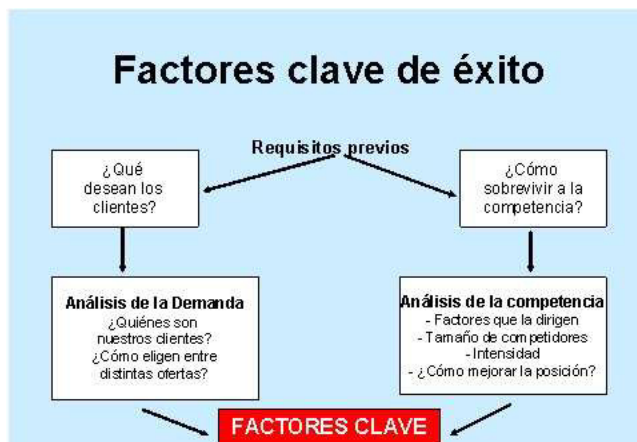 Factores clave de éxito
Requisitos previos
¿Qué
desean los
clientes?
¿Cómo
sobrevivir a la
competencia?
Análisis de la Demanda
¿Quiénes son
nuestros clientes?
¿Cómo eligen entre
distintas ofertas?
Análisis de la competencia
- Factores que la dirigen
- Tamaño de competidores
- Intensidad
- ¿Cómo mejorar la posición?
FACTORES CLAVE